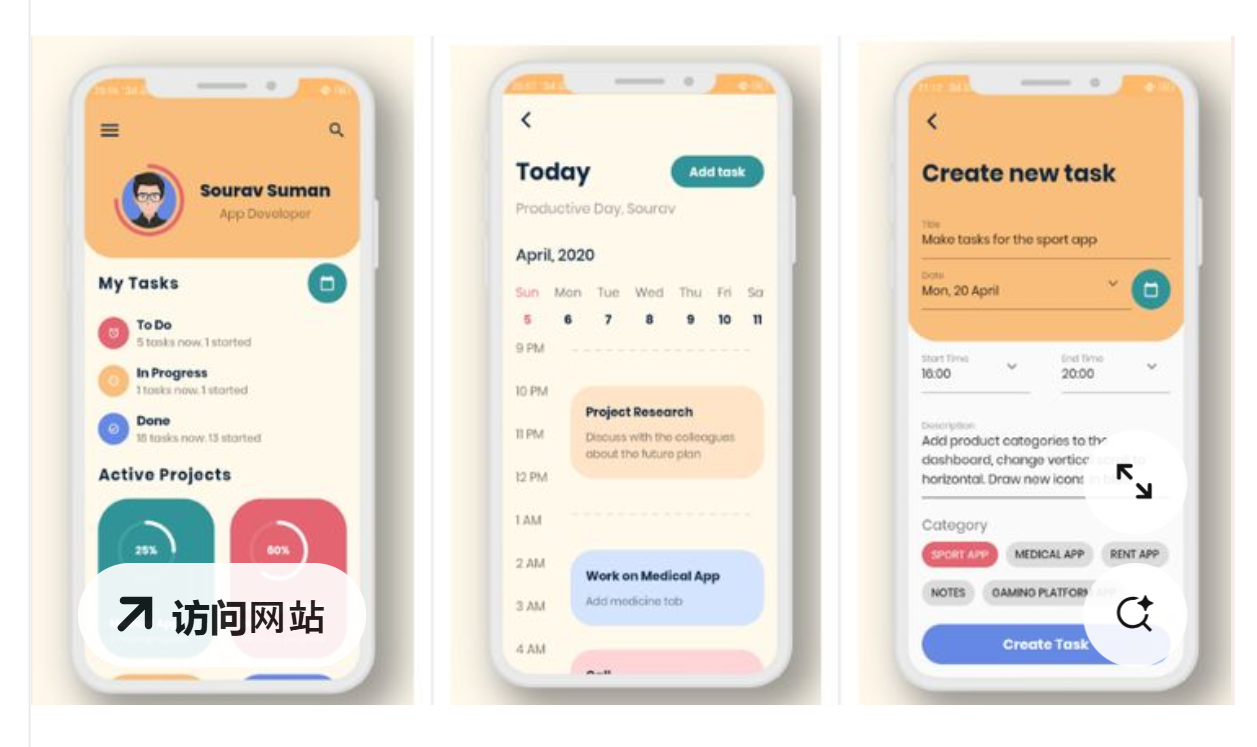 Sourav Suman
App Developer
My Tasks
To Do
5 tasks now, 1 started
In Progress
1 tasks now, 1 started
Done
18 tasks now, 13 started
Active Projects
25%
60%
访问网站
Today
Add task
Productive Day, Sourav
April, 2020
Sun Mon Tue Wed Thu Fri Sa
5 6 7 8 9 10 11
9 PM
10 PM
Project Research
11 PM
Discuss with the colleagues
about the future plan
12 PM
1 AM
2 AM
Work on Medical App
Add medicine tab
3 AM
4 AM
Create new task
Title
Make tasks for the sport app
Date
Mon, 20 April
Start Time
End Time
16:00
20:00
Description
Add product categories to the
dashboard, change vertical scroll to
horizontal. Draw new icons in
Category
SPORT APP
MEDICAL APP
RENT APP
NOTES
GAMING PLATFORM
Create Task